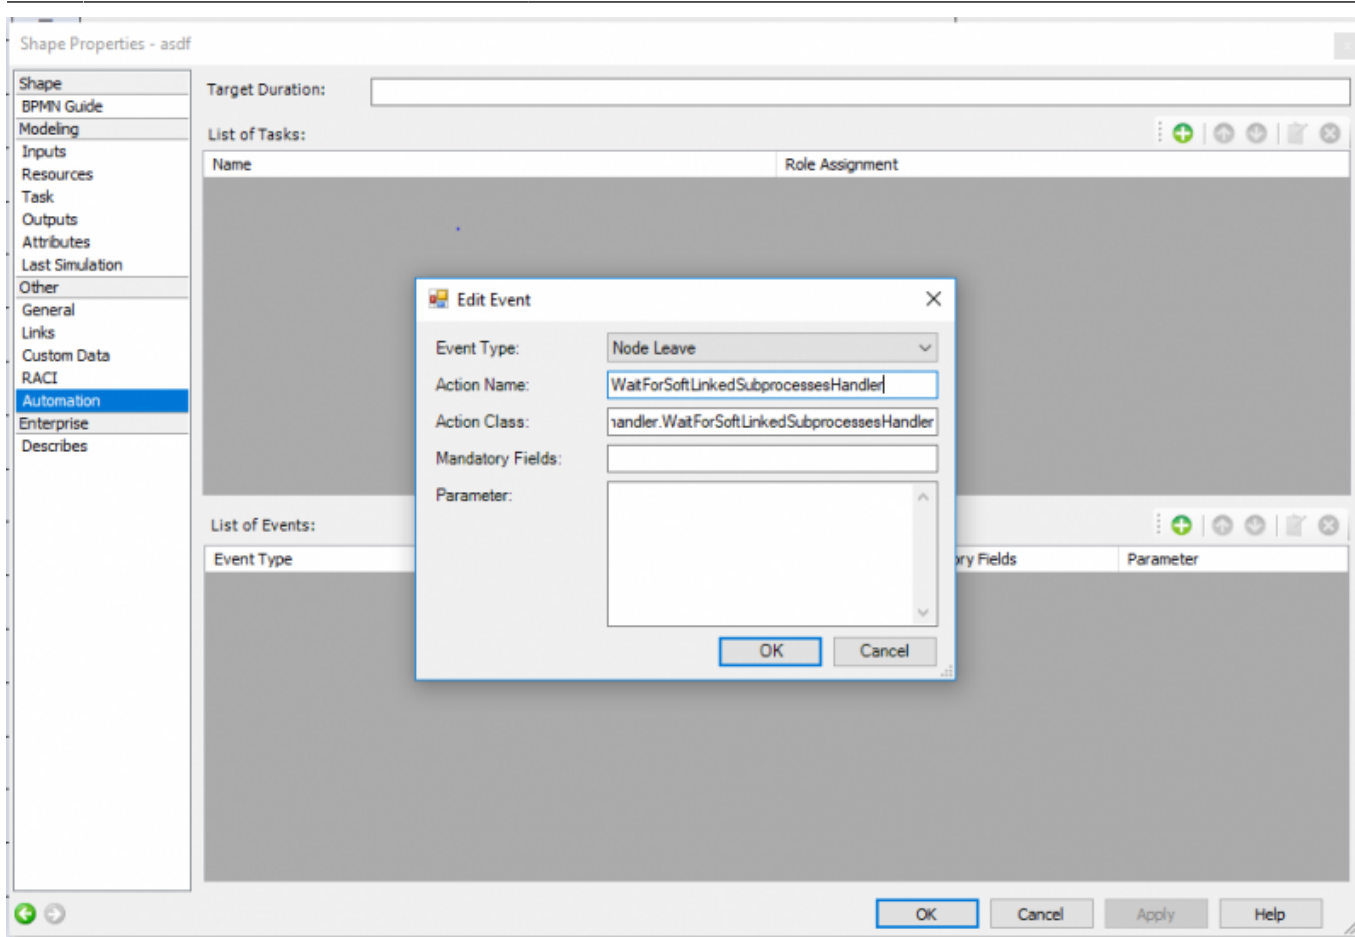 Shape Properties - asdf
Shape
BPMN Guide
Modeling
Inputs
Resources
Task
Outputs
Attributes
Last Simulation
Other
General
Links
Custom Data
RACI
Automation
Enterprise
Describes
Target Duration:
List of Tasks:
Name Role Assignment
Edit Event
Event Type: Node Leave
Action Name: WaitForSoftLinkedSubprocessesHandler
Action Class: handler.WaitForSoftLinkedSubprocessesHandler
Mandatory Fields:
Parameter:
OK Cancel
List of Events:
Event Type ory Fields Parameter
OK Cancel Apply Help